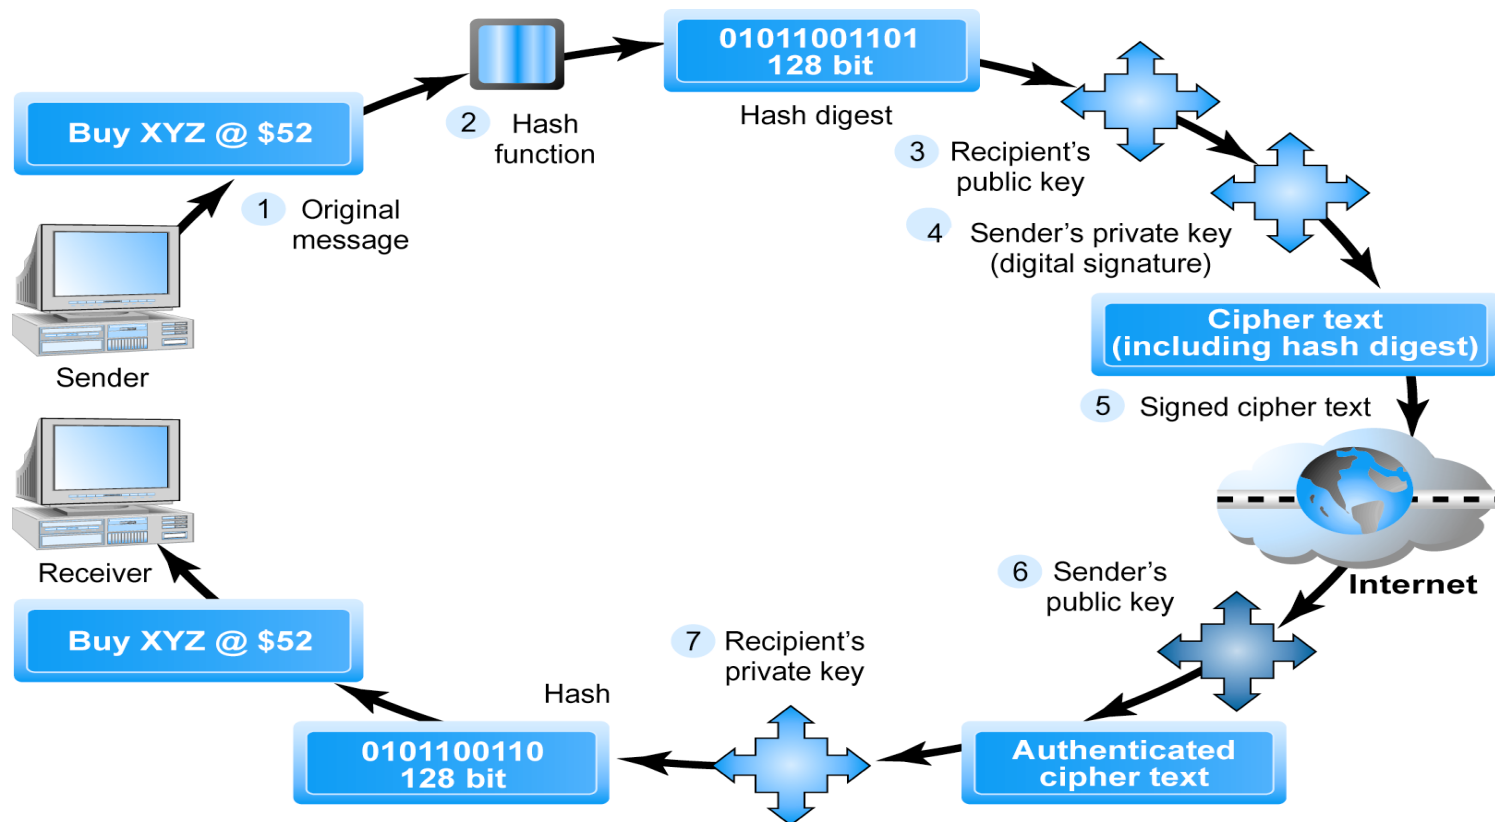 01011001101
128 bit
Hash digest
Buy XYZ @ $52
2 Hash
function
1 Original
message
Sender
3 Recipient's
public key
4 Sender's private key
(digital signature)
Cipher text
(including hash digest)
5 Signed cipher text
Internet
6 Sender's
public key
Authenticated
cipher text
7 Recipient's
private key
Hash
0101100110
128 bit
Buy XYZ @ $52
Receiver